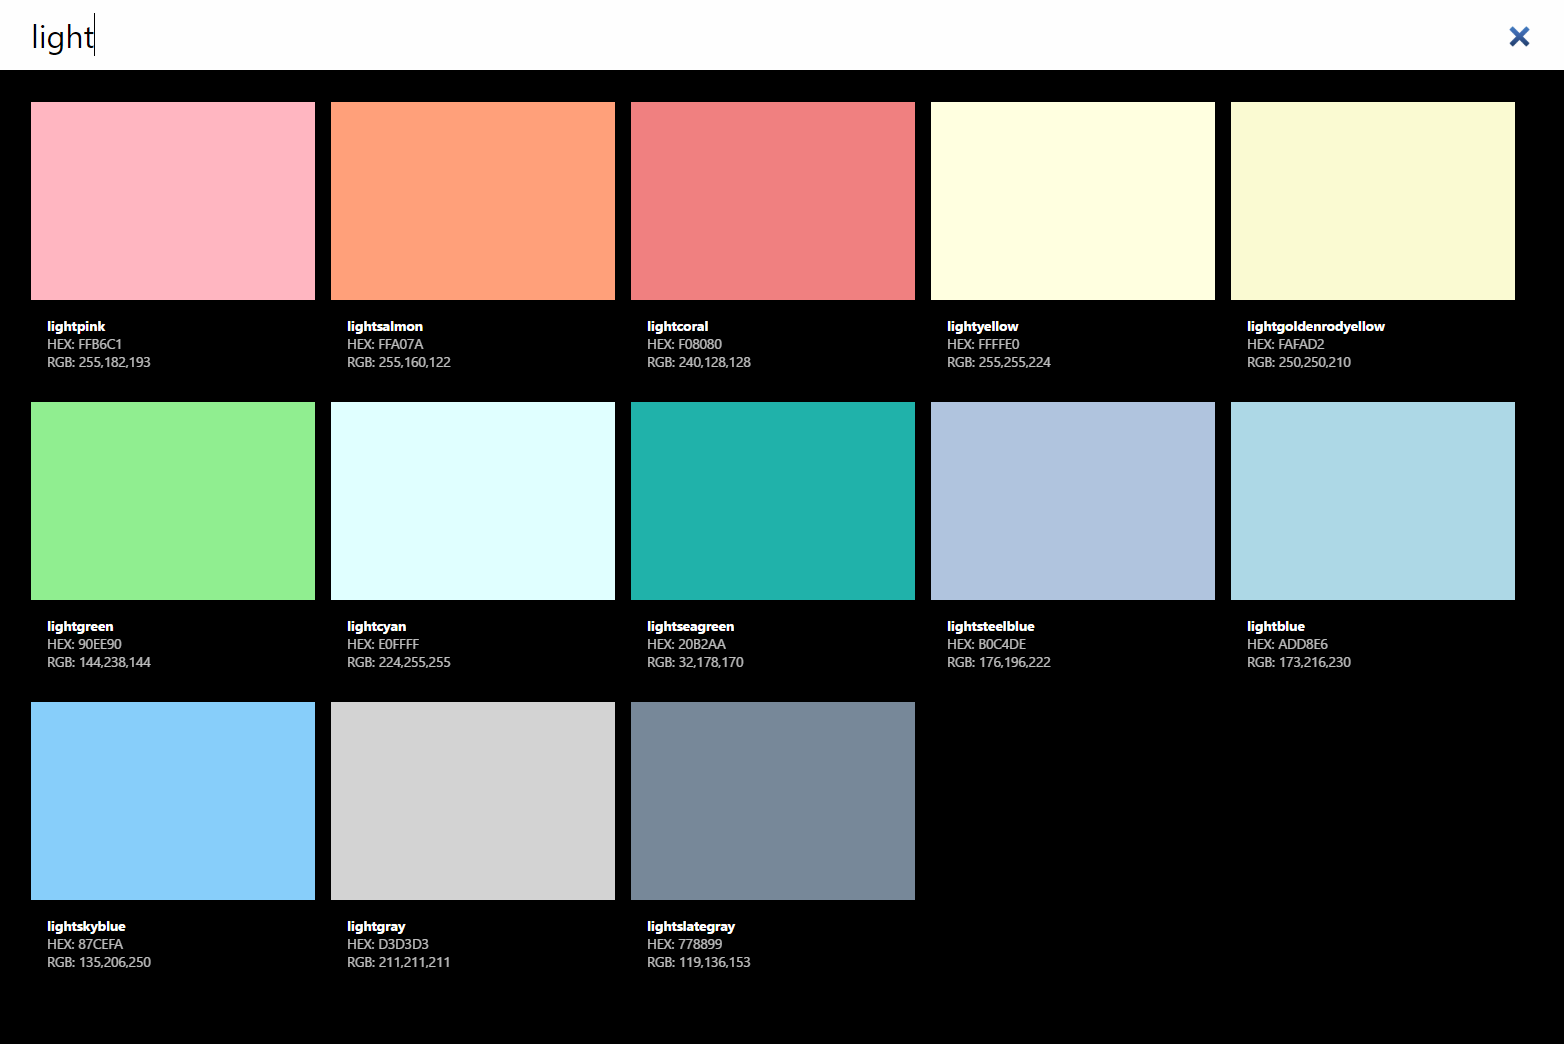 light
lightpink
HEX: FFB6C1
RGB: 255,182,193
lightsalmon
HEX: FFA07A
RGB: 255,160,122
lightcoral
HEX: F08080
RGB: 240,128,128
lightyellow
HEX: FFFFE0
RGB: 255,255,224
lightgoldenrodyellow
HEX: FAFAD2
RGB: 250,250,210
lightgreen
HEX: 90EE90
RGB: 144,238,144
lightcyan
HEX: E0FFFF
RGB: 224,255,255
lightseagreen
HEX: 20B2AA
RGB: 32,178,170
lightsteelblue
HEX: B0C4DE
RGB: 176,196,222
lightblue
HEX: ADD8E6
RGB: 173,216,230
lightskyblue
HEX: 87CEFA
RGB: 135,206,250
lightgray
HEX: D3D3D3
RGB: 211,211,211
lightslategray
HEX: 778899
RGB: 119,136,153